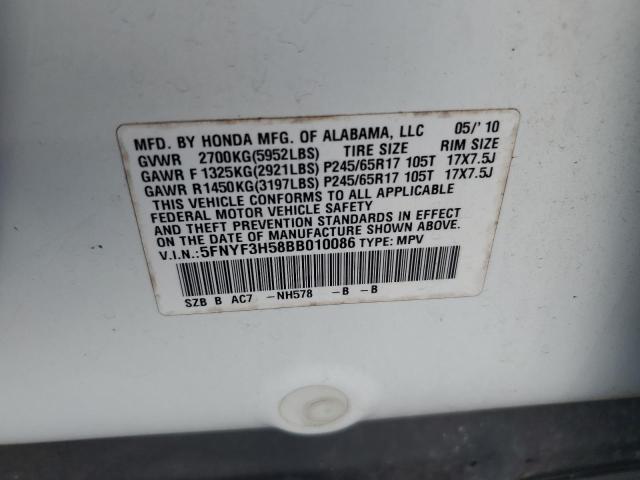 MFD. BY HONDA MFG. OF ALABAMA, LLC 05/' 10
GVWR 2700KG(5952LBS) TIRE SIZE RIM SIZE
GAWR F 1325KG(2921LBS) P245/65R17 105T 17X7.5J
GAWR R1450KG(3197LBS) P245/65R17 105T 17X7.5J
THIS VEHICLE CONFORMS TO ALL APPLICABLE
FEDERAL MOTOR VEHICLE SAFETY
AND THEFT PREVENTION STANDARDS IN EFFECT
ON THE DATE OF MANUFACTURE SHOWN ABOVE.
V.I.N.:5FNYF3H58BB010086 TYPE: MPV
SZB B AC7 -NH578 -B -B